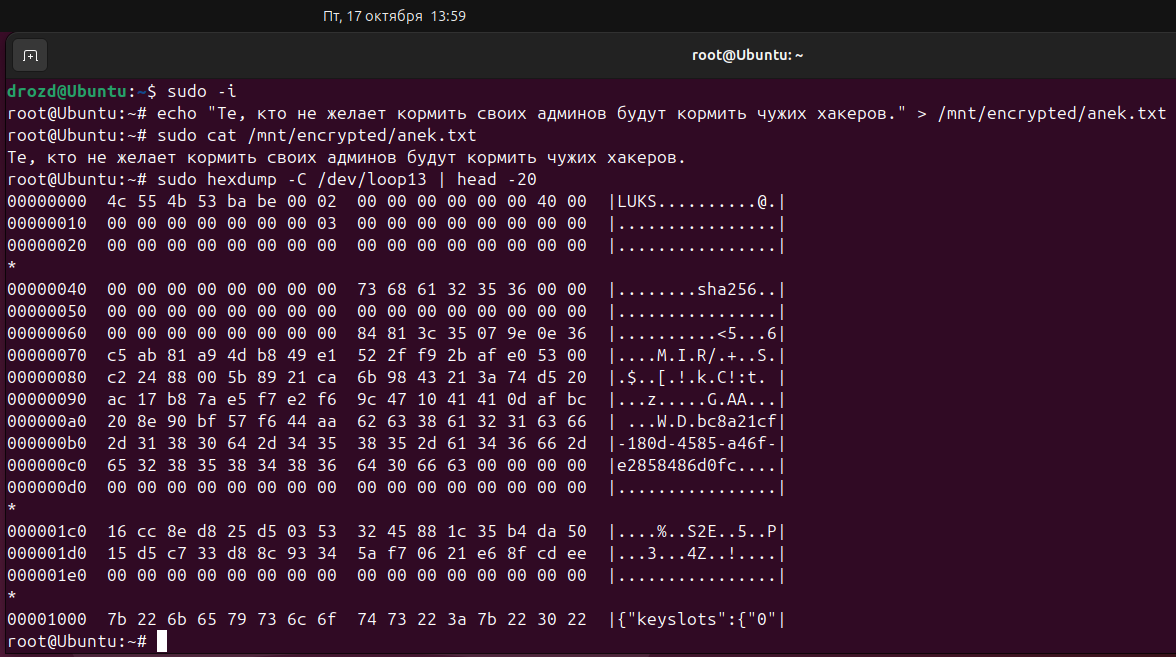 Пт, 17 октября 13:59
root@Ubuntu: ~
drozd@Ubuntu:~$ sudo -i
root@Ubuntu:~# echo "Те, кто не желает кормить своих админов будут кормить чужих хакеров." > /mnt/encrypted/anek.txt
root@Ubuntu:~# sudo cat /mnt/encrypted/anek.txt
Те, кто не желает кормить своих админов будут кормить чужих хакеров.
root@Ubuntu:~# sudo hexdump -C /dev/loop13 | head -20
00000000  4c 55 4b 53 ba be 00 02  00 00 00 00 00 00 40 00  |LUKS..........@.|
00000010  00 00 00 00 00 00 00 03  00 00 00 00 00 00 00 00  |................|
00000020  00 00 00 00 00 00 00 00  00 00 00 00 00 00 00 00  |................|
*
00000040  00 00 00 00 00 00 00 00  73 68 61 32 35 36 00 00  |........sha256..|
00000050  00 00 00 00 00 00 00 00  00 00 00 00 00 00 00 00  |................|
00000060  00 00 00 00 00 00 00 00  84 81 3c 35 07 9e 0e 36  |..........<5...6|
00000070  c5 ab 81 a9 4d b8 49 e1  52 2f f9 2b af e0 53 00  |....M.I.R/.+..S.|
00000080  c2 24 88 00 5b 89 21 ca  6b 98 43 21 3a 74 d5 20  |.$..[.!.k.C!:t. |
00000090  ac 17 b8 7a e5 f7 e2 f6  9c 47 10 41 41 0d af bc  |...z.....G.AA...|
000000a0  20 8e 90 bf 57 f6 44 aa  62 63 38 61 32 31 63 66  | ...W.D.bc8a21cf|
000000b0  2d 31 38 30 64 2d 34 35  38 35 2d 61 34 36 66 2d  |-180d-4585-a46f-|
000000c0  65 32 38 35 38 34 38 36  64 30 66 63 00 00 00 00  |e2858486d0fc....|
000000d0  00 00 00 00 00 00 00 00  00 00 00 00 00 00 00 00  |................|
*
000001c0  16 cc 8e d8 25 d5 03 53  32 45 88 1c 35 b4 da 50  |....%..S2E..5..P|
000001d0  15 d5 c7 33 d8 8c 93 34  5a f7 06 21 e6 8f cd ee  |...3...4Z..!....|
000001e0  00 00 00 00 00 00 00 00  00 00 00 00 00 00 00 00  |................|
*
00001000  7b 22 6b 65 79 73 6c 6f  74 73 22 3a 7b 22 30 22  |{"keyslots":{"0"|
root@Ubuntu:~#